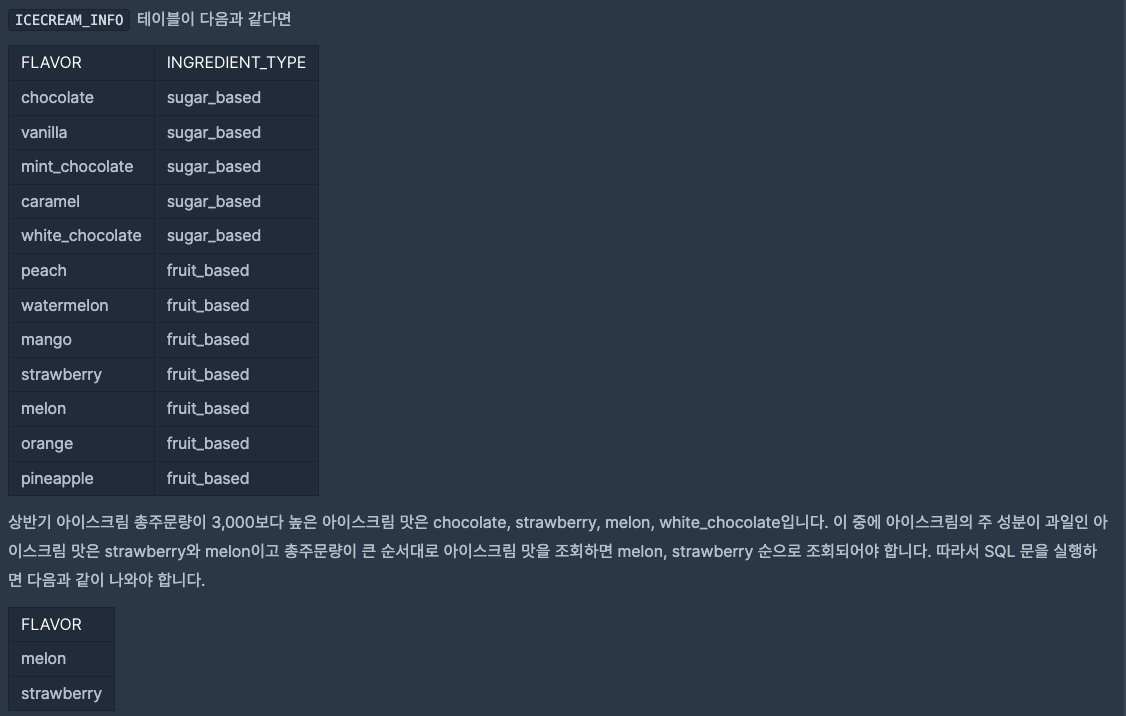 ICECREAM_INFO 테이블이 다음과 같다면
FLAVOR INGREDIENT_TYPE
chocolate sugar_based
vanilla sugar_based
mint_chocolate sugar_based
caramel sugar_based
white_chocolate sugar_based
peach fruit_based
watermelon fruit_based
mango fruit_based
strawberry fruit_based
melon fruit_based
orange fruit_based
pineapple fruit_based
상반기 아이스크림 총주문량이 3,000보다 높은 아이스크림 맛은 chocolate, strawberry, melon, white_chocolate입니다. 이 중에 아이스크림의 주 성분이 과일인 아
이스크림 맛은 strawberry와 melon이고 총주문량이 큰 순서대로 아이스크림 맛을 조회하면 melon, strawberry 순으로 조회되어야 합니다. 따라서 SQL 문을 실행하
면 다음과 같이 나와야 합니다.
FLAVOR
melon
strawberry